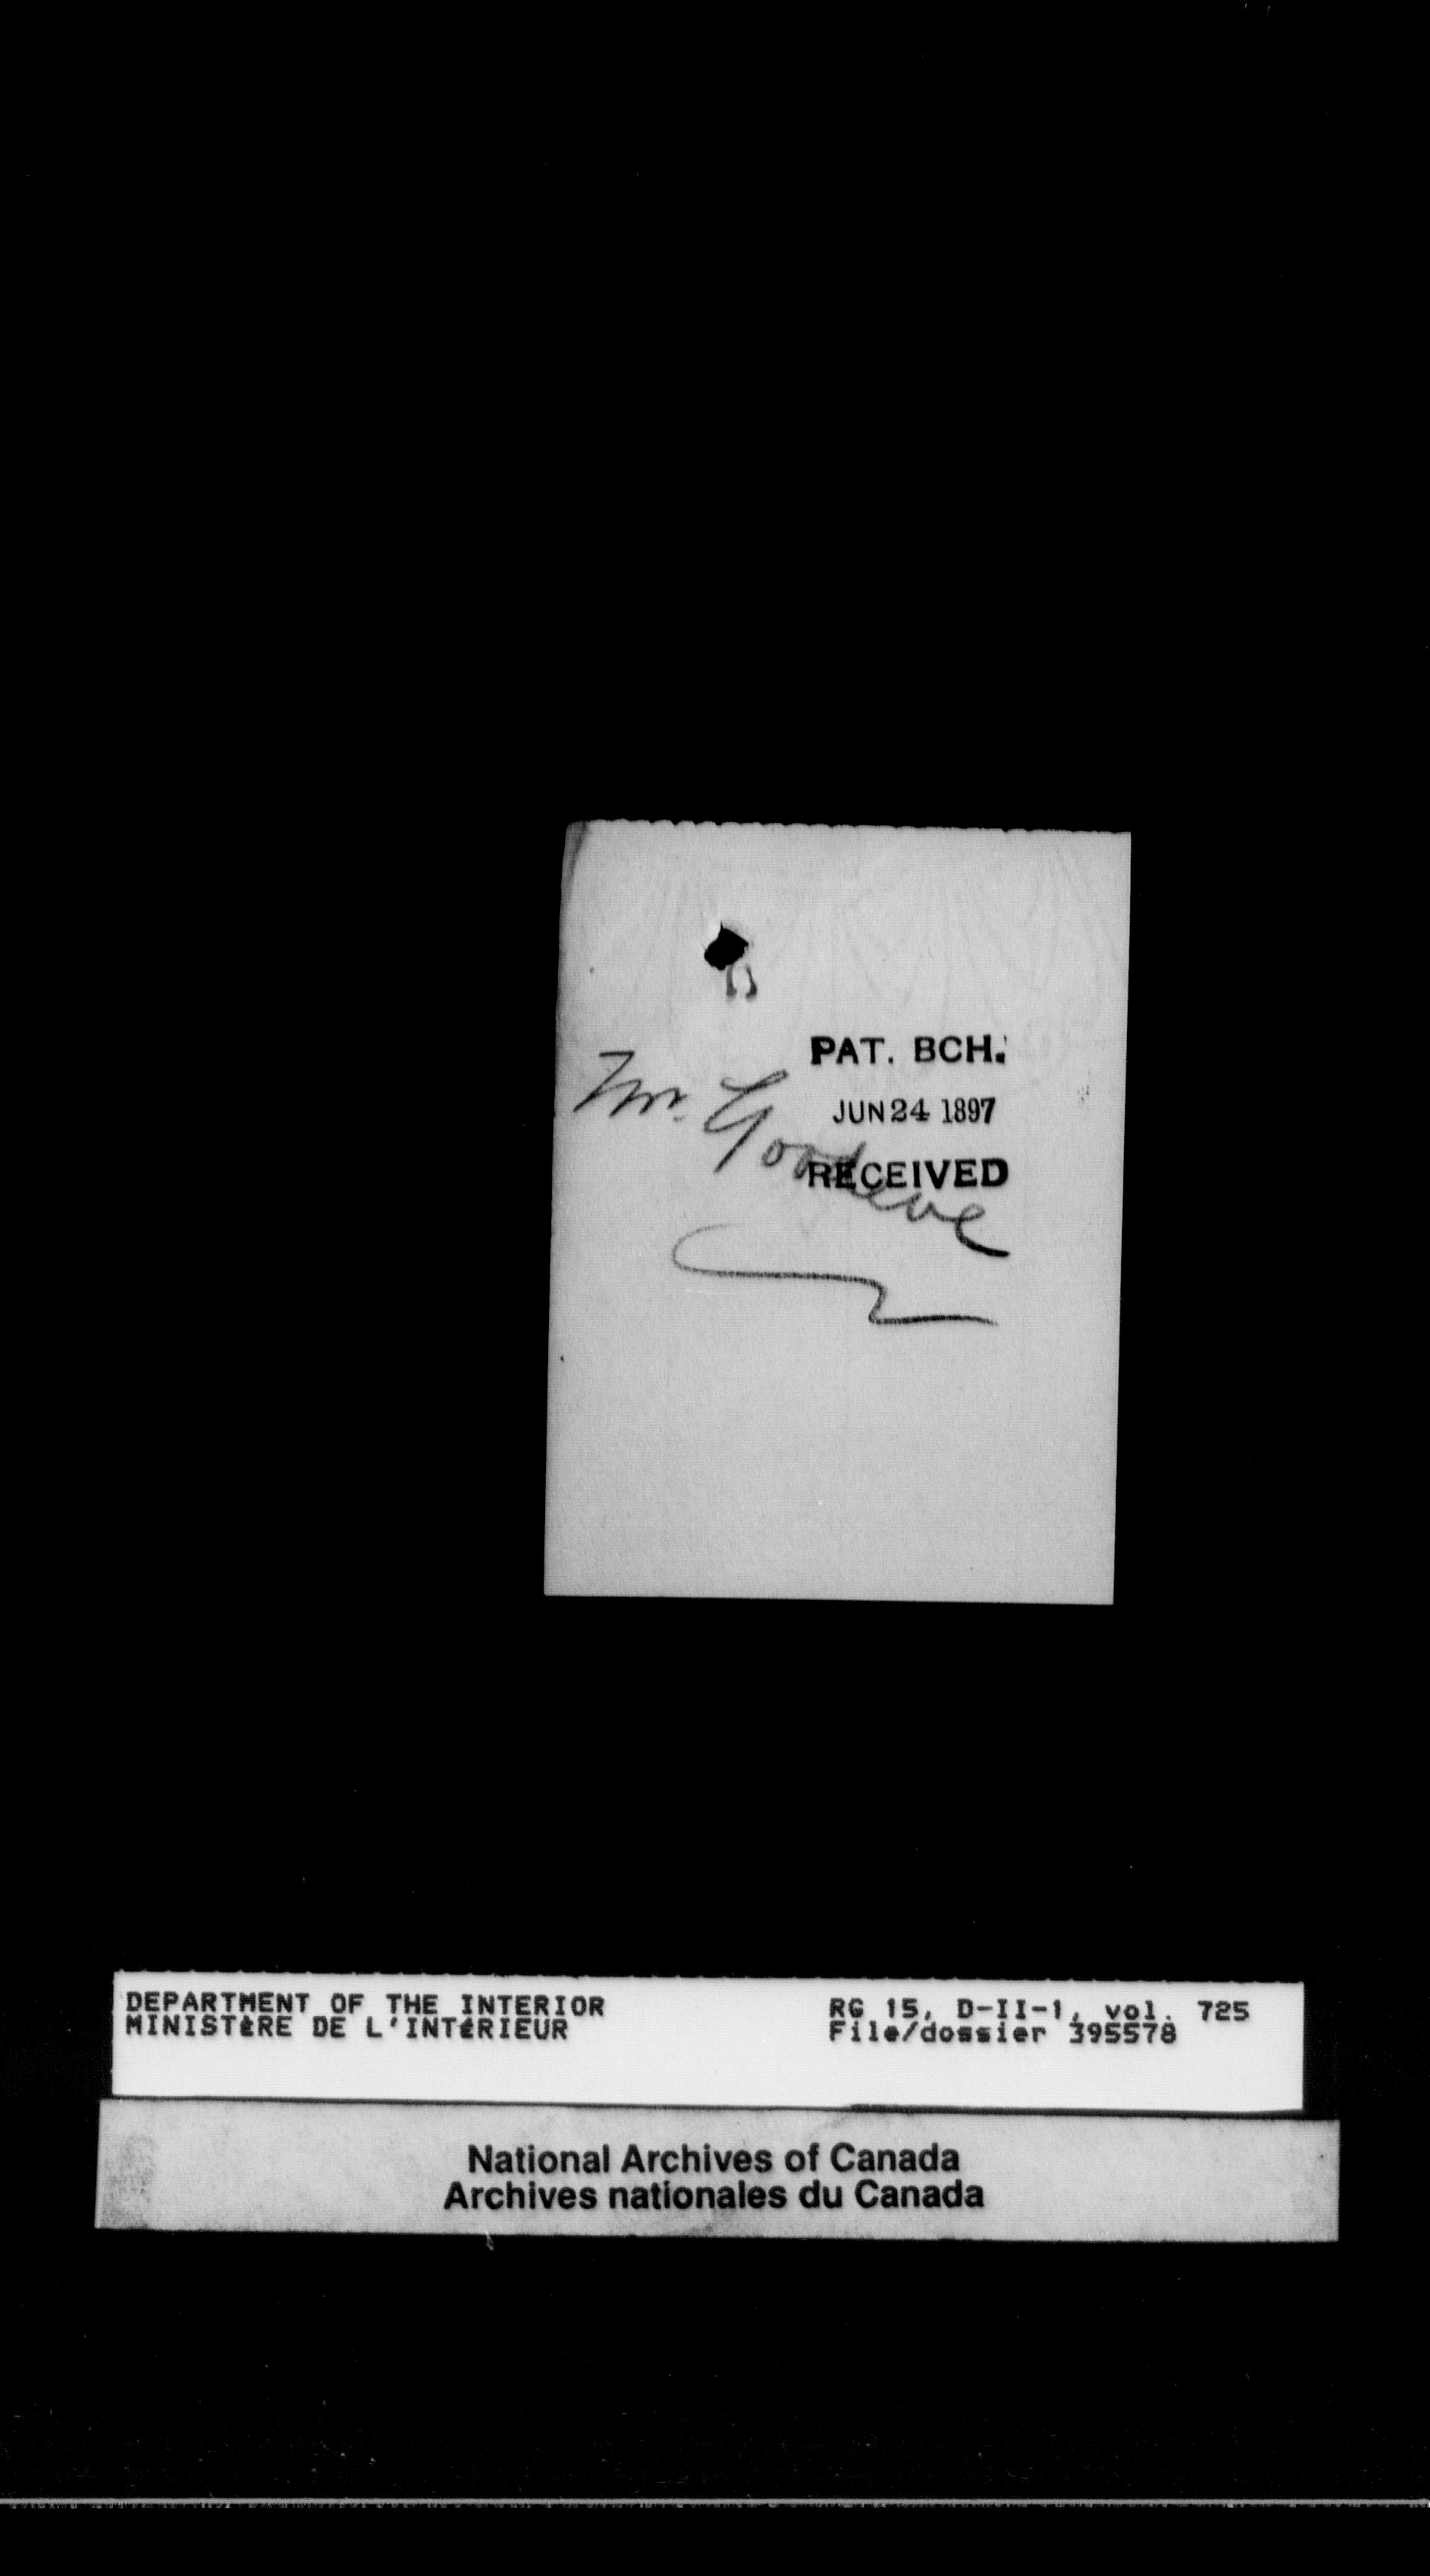 PAT. BCH.
JUN 24 1897
RECEIVED
Mr. Goodeve
DEPARTMENT OF THE INTERIOR
MINISTÈRE DE L'INTÉRIEUR
RG 15, D-II-1, vol. 725
File/dossier 395578
National Archives of Canada
Archives nationales du Canada